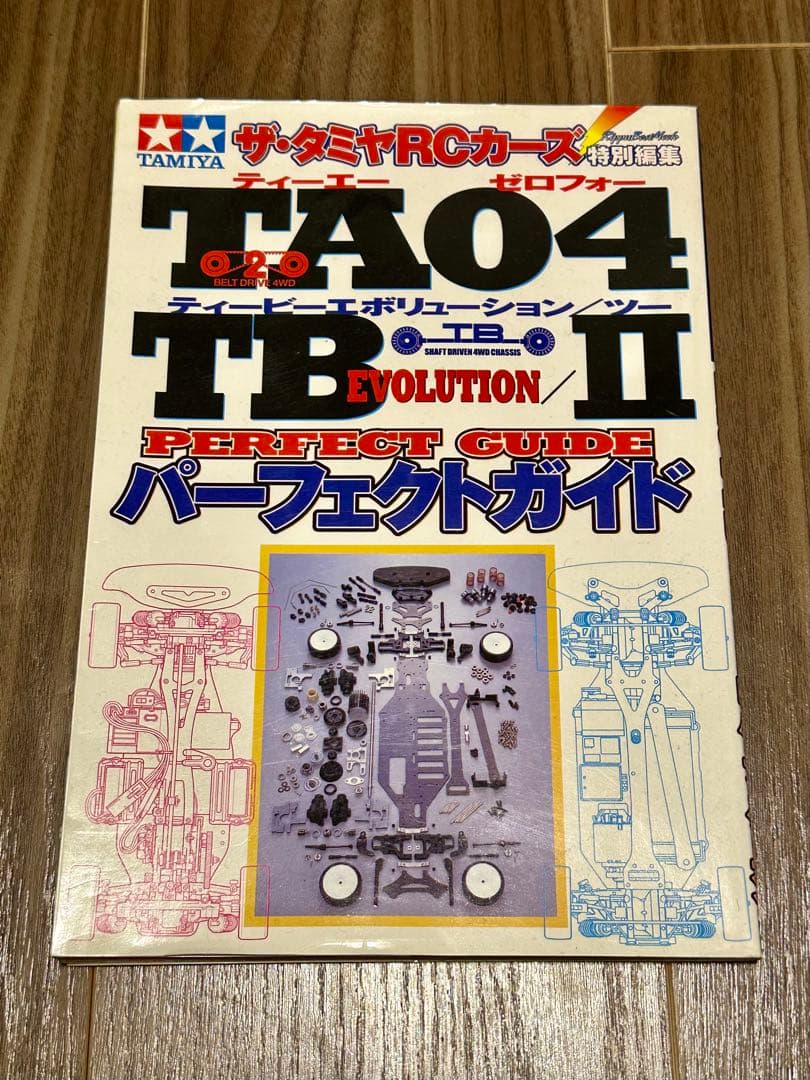 TAMIYA
ザ・タミヤRCカーズ
RippuBestMook
特別編集
ティーエー ゼロフォー
TA04
2
BELT DRIVE 4WD
ティービーエボリューション/ツー
TB EVOLUTION/II
TB
SHAFT DRIVEN 4WD CHASSIS
PERFECT GUIDE
パーフェクトガイド